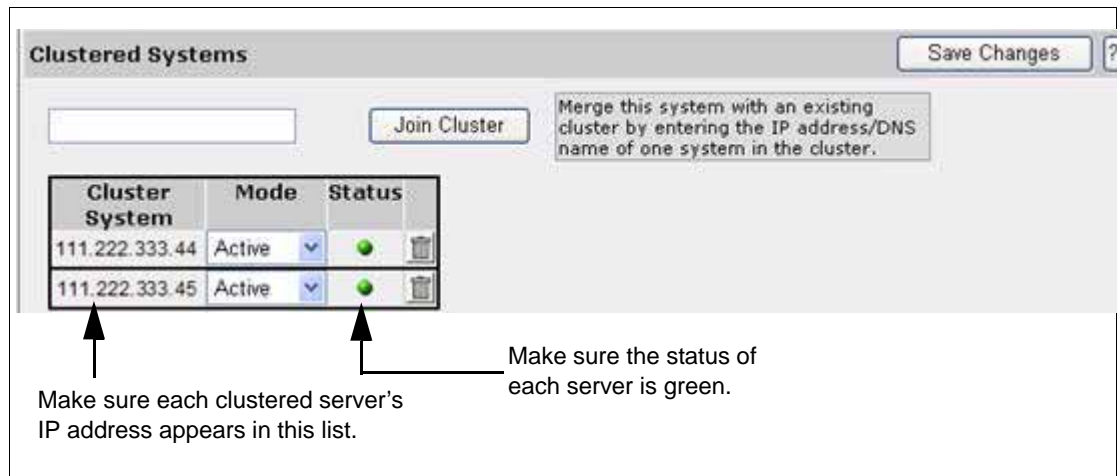 Clustered Systems
Save Changes
?
Join Cluster
Merge this system with an existing
cluster by entering the IP address/DNS
name of one system in the cluster.
Cluster System Mode Status
111.222.333.44 Active
111.222.333.45 Active
Make sure the status of
each server is green.
Make sure each clustered server’s
IP address appears in this list.